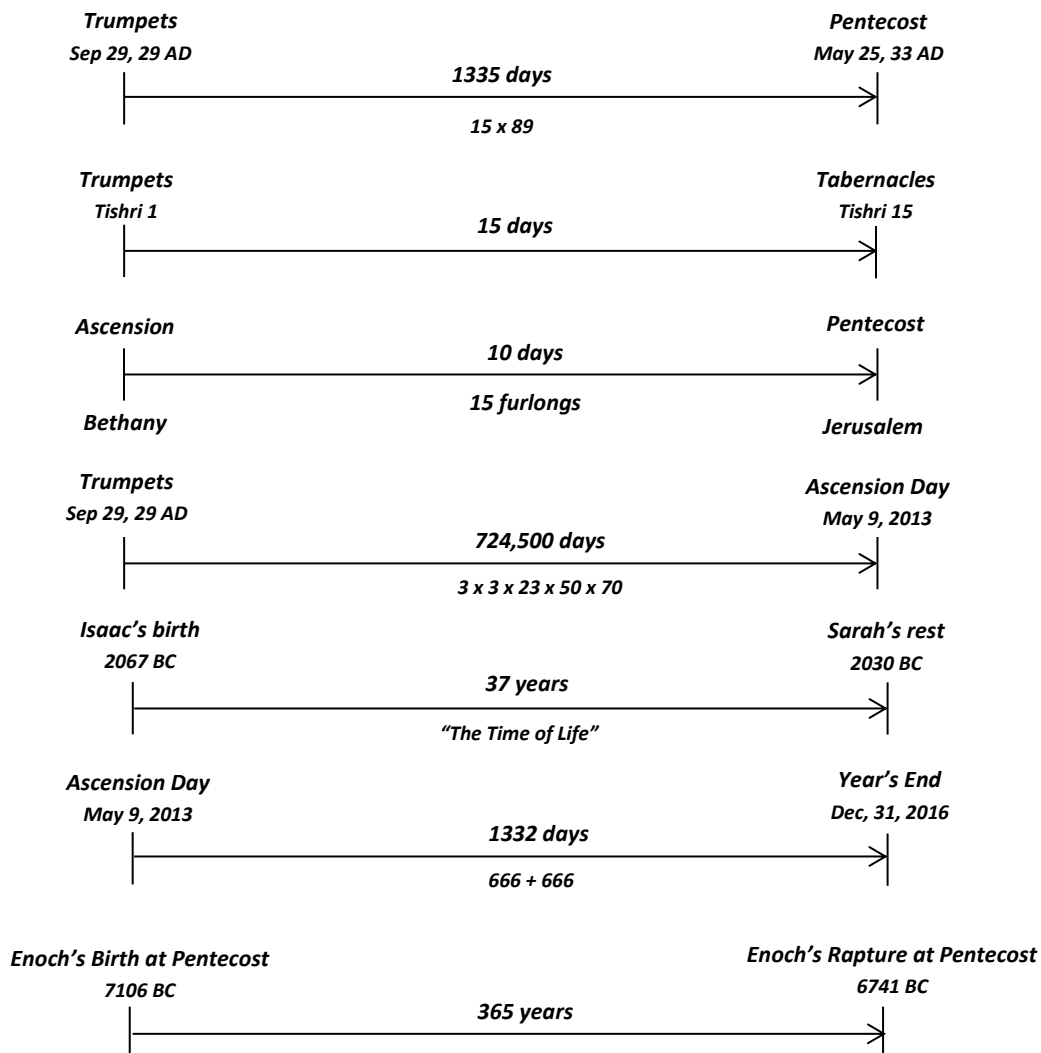 Trumpets
Sep 29, 29 AD
Pentecost
May 25, 33 AD
1335 days
15 x 89
Trumpets
Tishri 1
Tabernacles
Tishri 15
15 days
Ascension
Pentecost
10 days
15 furlongs
Bethany
Jerusalem
Trumpets
Sep 29, 29 AD
Ascension Day
May 9, 2013
724,500 days
3 x 3 x 23 x 50 x 70
Isaac’s birth
2067 BC
Sarah’s rest
2030 BC
37 years
“The Time of Life”
Ascension Day
May 9, 2013
Year’s End
Dec, 31, 2016
1332 days
666 + 666
Enoch’s Birth at Pentecost
7106 BC
Enoch’s Rapture at Pentecost
6741 BC
365 years